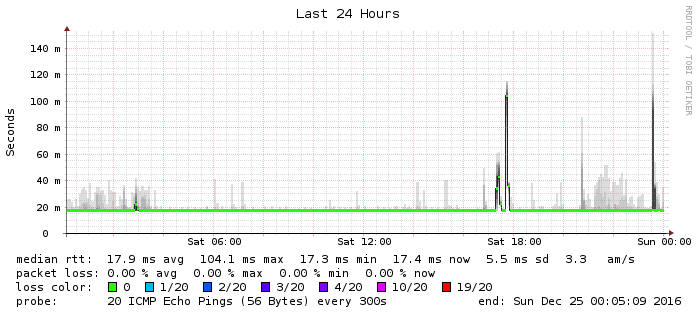 Last 24 Hours
RRDTOOL / TOBI OETIKER
Seconds
140 m
120 m
100 m
80 m
60 m
40 m
20 m
0
Sat 06:00 Sat 12:00 Sat 18:00 Sun 00:00
median rtt: 17.9 ms avg 104.1 ms max 17.3 ms min 17.4 ms now 5.5 ms sd 3.3 am/s
packet loss: 0.00 % avg 0.00 % max 0.00 % min 0.00 % now
loss color: 0 1/20 2/20 3/20 4/20 10/20 19/20
probe: 20 ICMP Echo Pings (56 Bytes) every 300s end: Sun Dec 25 00:05:09 2016